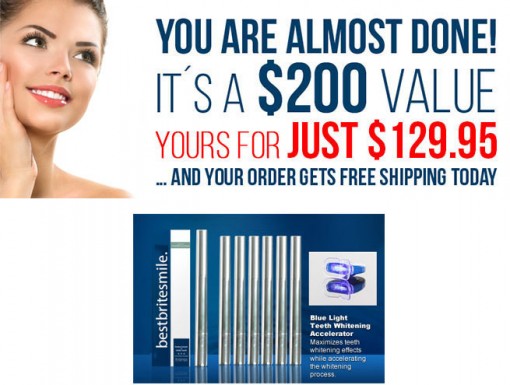 YOU ARE ALMOST DONE!
IT´S A $200 VALUE
YOURS FOR JUST $129.95
... AND YOUR ORDER GETS FREE SHIPPING TODAY
bestbritesmile.
Blue Light
Teeth Whitening
Accelerator
Maximizes teeth
whitening effects
while accelerating
the whitening
process.